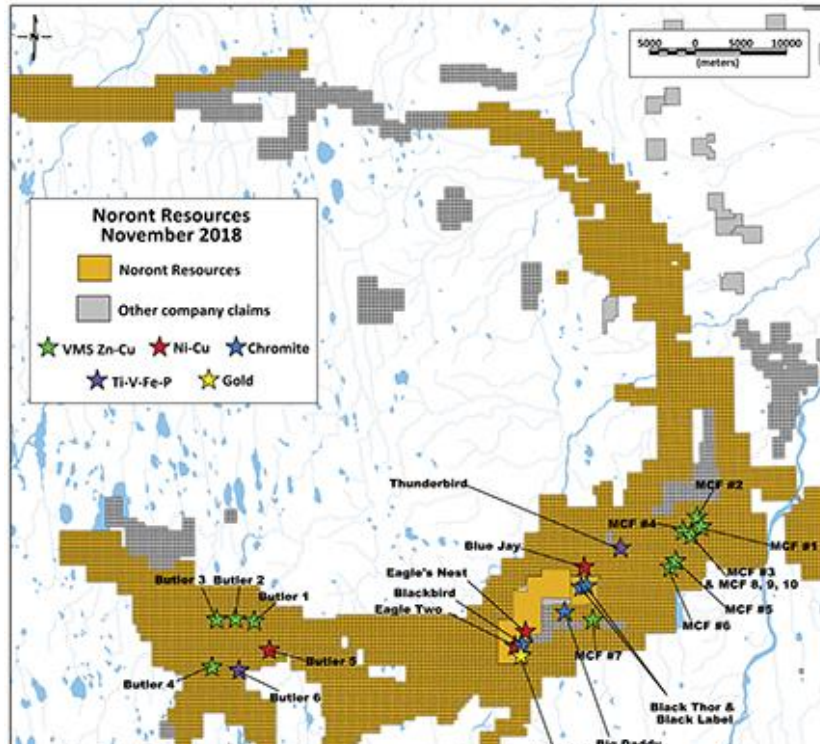 N
5000 0 5000 10000
(meters)
Noront Resources
November 2018
Noront Resources
Other company claims
VMS Zn-Cu
Ni-Cu
Chromite
Ti-V-Fe-P
Gold
Thunderbird
MCF #2
MCF #4
MCF #1
Blue Jay
MCF #3
& MCF 8, 9, 10
Eagle's Nest
Butler 3
Butler 2
Butler 1
Blackbird
MCF #5
Eagle Two
MCF #6
Butler 5
MCF #7
Butler 4
Butler 6
Black Thor &
Black Label